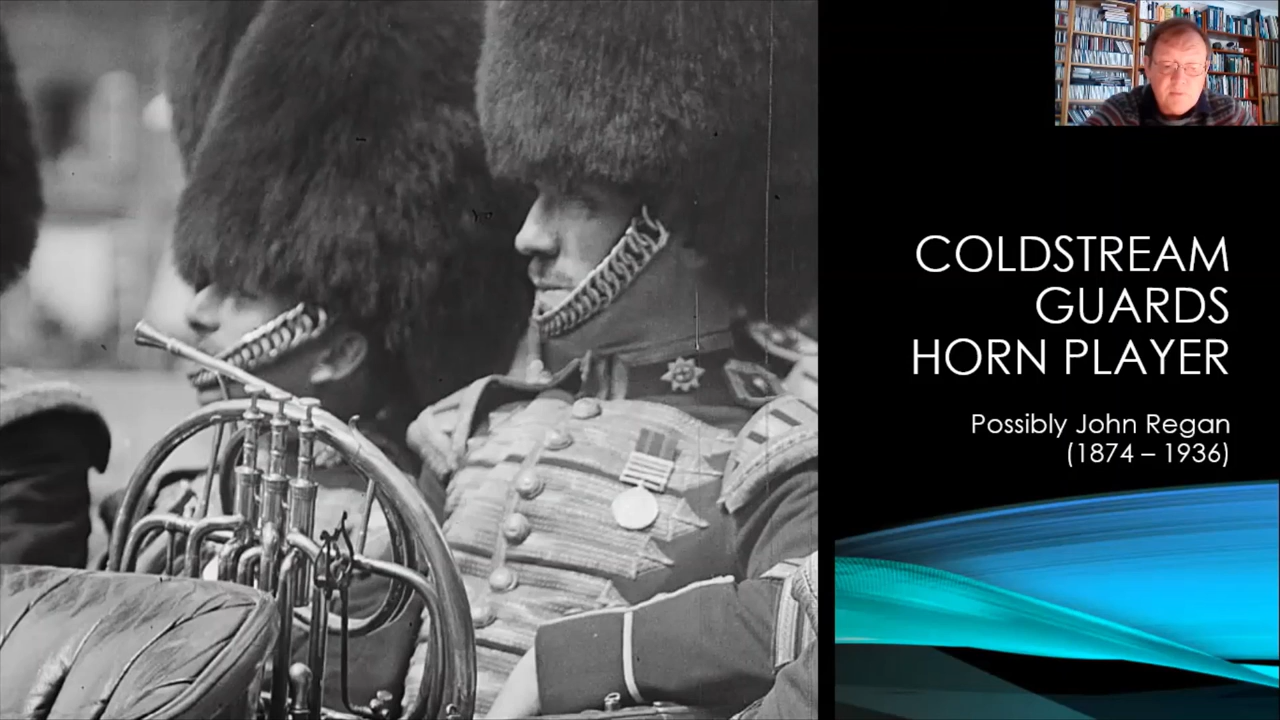 COLDSTREAM
GUARDS
HORN PLAYER
Possibly John Regan
(1874 – 1936)